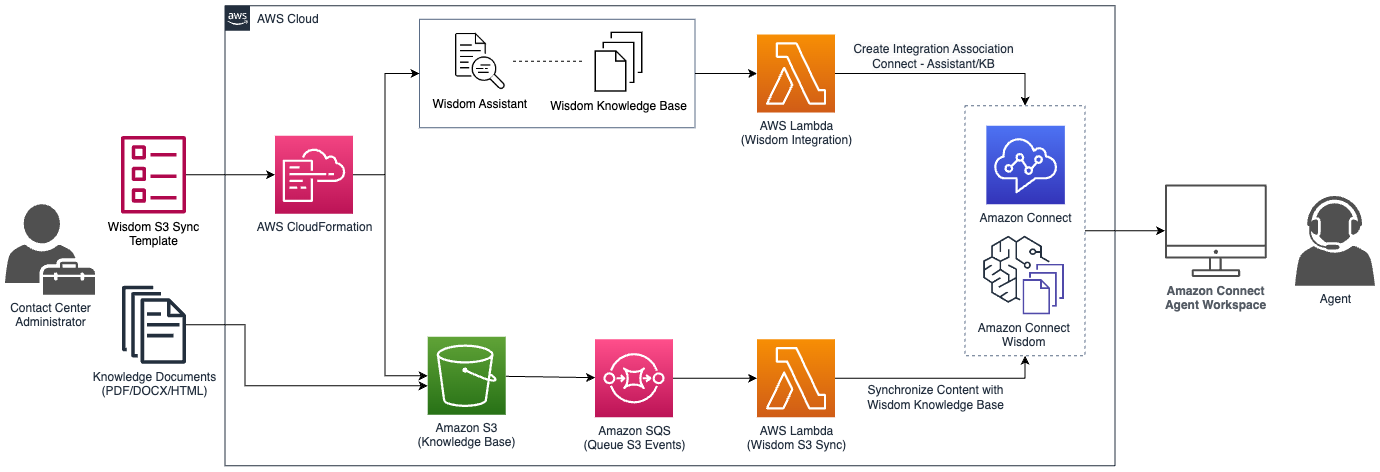 aws
AWS Cloud
Wisdom Assistant
Wisdom Knowledge Base
Create Integration Association
Connect - Assistant/KB
AWS Lambda
(Wisdom Integration)
Wisdom S3 Sync
Template
AWS CloudFormation
Amazon Connect
Contact Center
Administrator
Amazon Connect
Wisdom
Amazon Connect
Agent Workspace
Agent
Knowledge Documents
(PDF/DOCX/HTML)
Amazon S3
(Knowledge Base)
Amazon SQS
(Queue S3 Events)
AWS Lambda
(Wisdom S3 Sync)
Synchronize Content with
Wisdom Knowledge Base